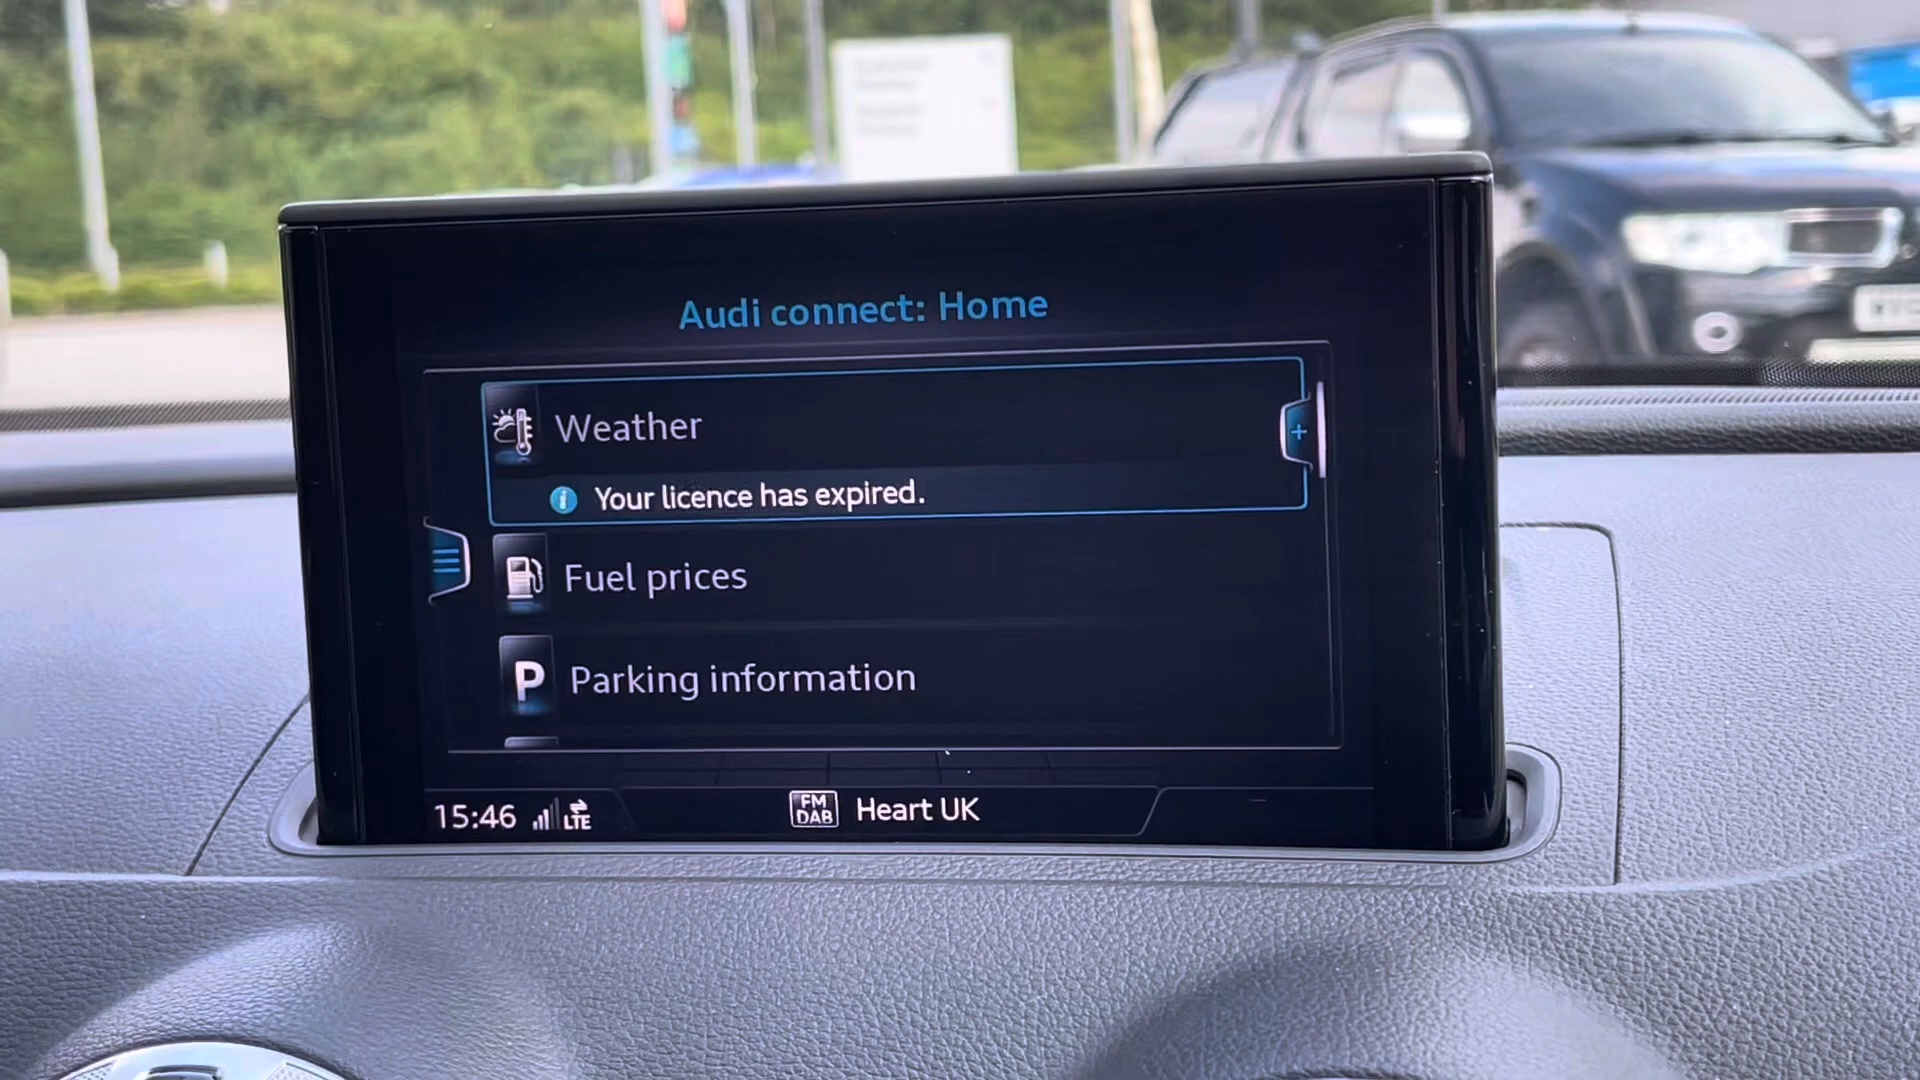 Audi connect: Home
Weather
Your licence has expired.
Fuel prices
P Parking information
15:46 LTE FM DAB Heart UK